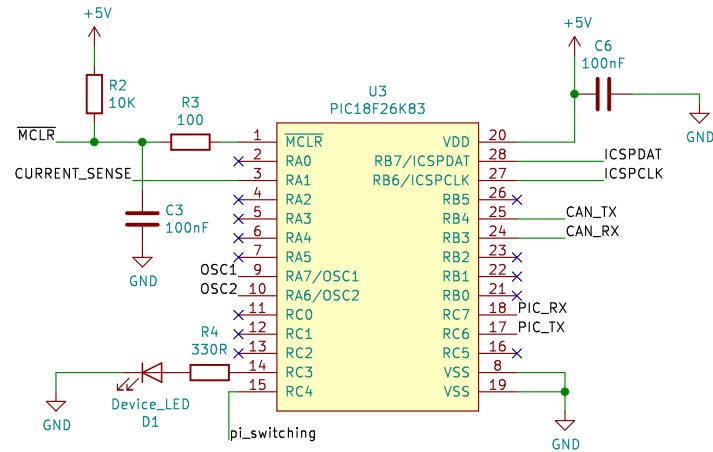 +5V
+5V
C6
100nF
R2
10K
U3
PIC18F26K83
R3
100
GND
MCLR
1 MCLR VDD 20
2 RA0 RB7/ICSPDAT 28 ICSPDAT
CURRENT_SENSE 3 RA1 RB6/ICSPCLK 27 ICSPCLK
4 RA2 RB5 26
C3
100nF
5 RA3 RB4 25 CAN_TX
6 RA4 RB3 24 CAN_RX
7 RA5 RB2 23
GND
OSC1 9 RA7/OSC1 RB1 22
OSC2 10 RA6/OSC2 RB0 21
11 RC0 RC7 18 PIC_RX
12 RC1 RC6 17 PIC_TX
R4
330R
13 RC2 RC5 16
14 RC3 VSS 8
15 RC4 VSS 19
Device_LED
D1
GND
pi_switching
GND